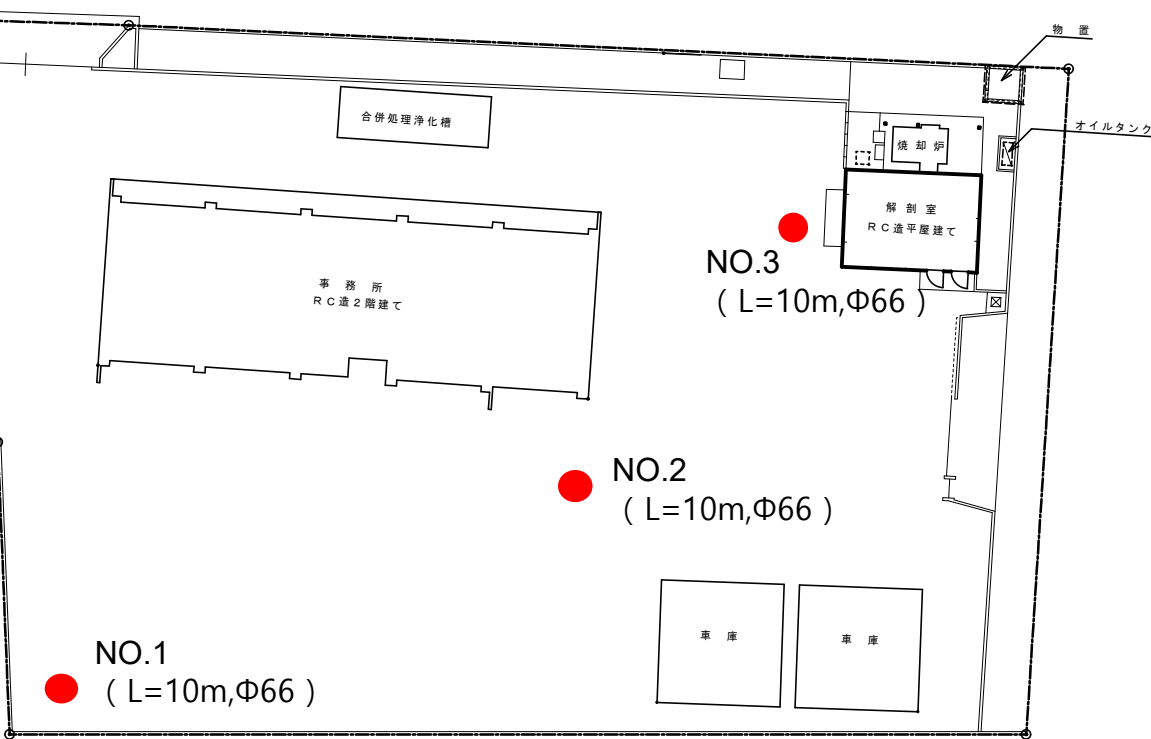 物 置
オイルタンク
合併処理浄化槽
焼 却 炉
解 剖 室
RC造平屋建て
NO.3
( L=10m,Φ66 )
事 務 所
RC造2階建て
NO.2
( L=10m,Φ66 )
車 庫
車 庫
NO.1
( L=10m,Φ66 )